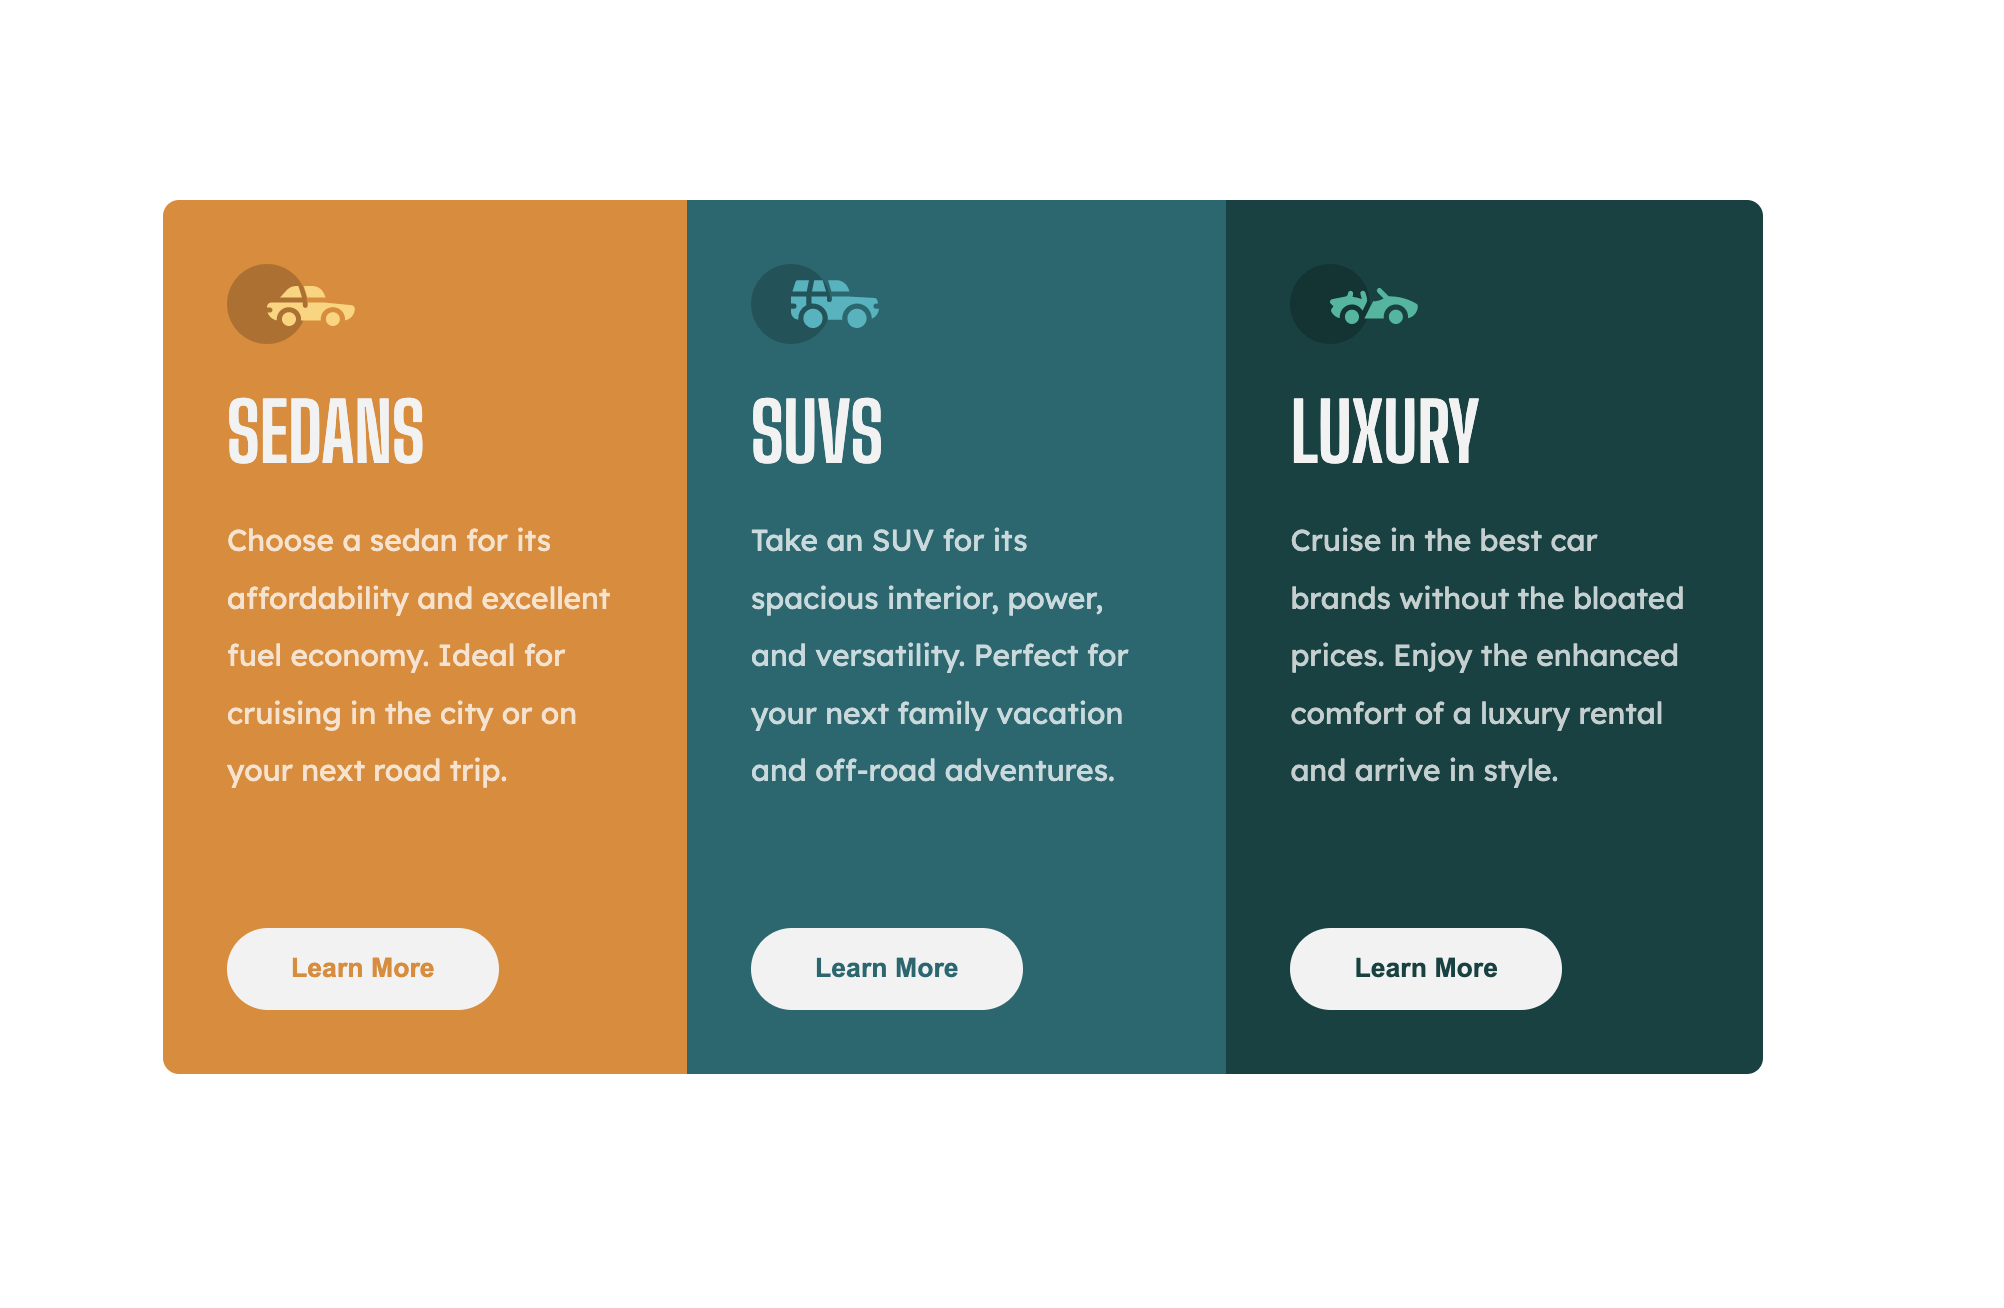 SEDANS
Choose a sedan for its
affordability and excellent
fuel economy. Ideal for
cruising in the city or on
your next road trip.
Learn More
SUVS
Take an SUV for its
spacious interior, power,
and versatility. Perfect for
your next family vacation
and off-road adventures.
Learn More
LUXURY
Cruise in the best car
brands without the bloated
prices. Enjoy the enhanced
comfort of a luxury rental
and arrive in style.
Learn More